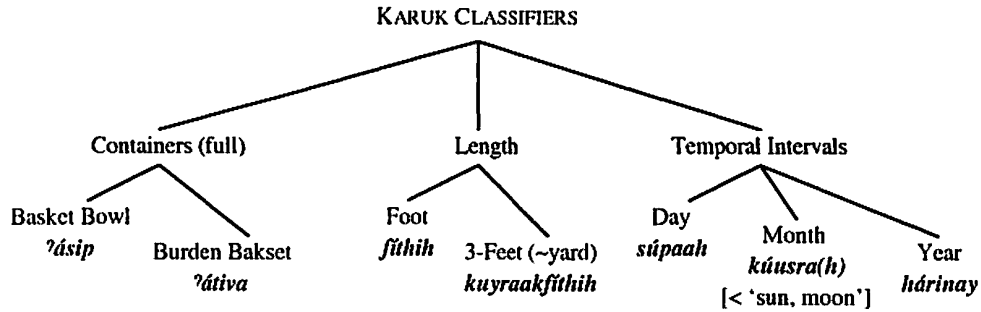 KARUK CLASSIFIERS
Containers (full) Length Temporal Intervals
Basket Bowl Foot Day
ʔásip fíthih súpaah
Burden Bakset 3-Feet (~yard) Month Year
ʔátiva kuyraakfíthih kúusra(h) hárinay
[< 'sun, moon']